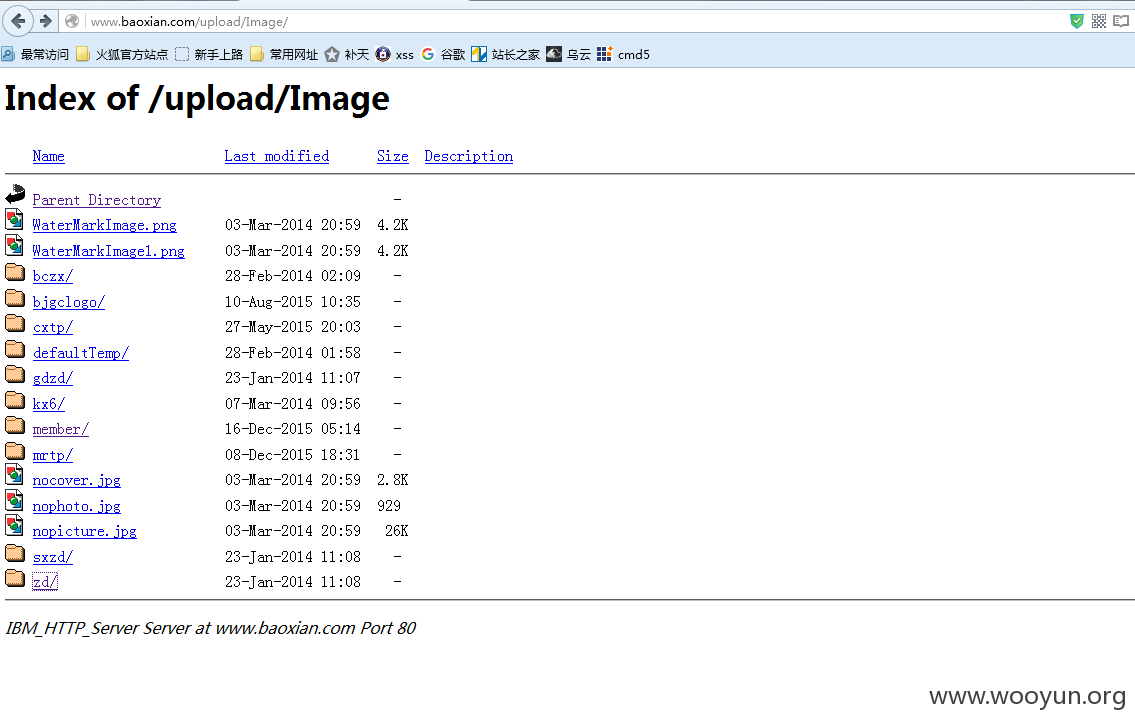 www.baoxian.com/upload/Image/
最常访问 火狐官方站点 新手上路 常用网址 补天 xss 谷歌 站长之家 乌云 cmd5
Index of /upload/Image
Name Last modified Size Description
Parent Directory -
WaterMarkImage.png 03-Mar-2014 20:59 4.2K
WaterMarkImage1.png 03-Mar-2014 20:59 4.2K
bczx/ 28-Feb-2014 02:09 -
bjgclogo/ 10-Aug-2015 10:35 -
cxtp/ 27-May-2015 20:03 -
defaultTemp/ 28-Feb-2014 01:58 -
gdzd/ 23-Jan-2014 11:07 -
kx6/ 07-Mar-2014 09:56 -
member/ 16-Dec-2015 05:14 -
mrtp/ 08-Dec-2015 18:31 -
nocover.jpg 03-Mar-2014 20:59 2.8K
nophoto.jpg 03-Mar-2014 20:59 929
nopicture.jpg 03-Mar-2014 20:59 26K
sxzd/ 23-Jan-2014 11:08 -
zd/ 23-Jan-2014 11:08 -
IBM_HTTP_Server Server at www.baoxian.com Port 80
www.wooyun.org